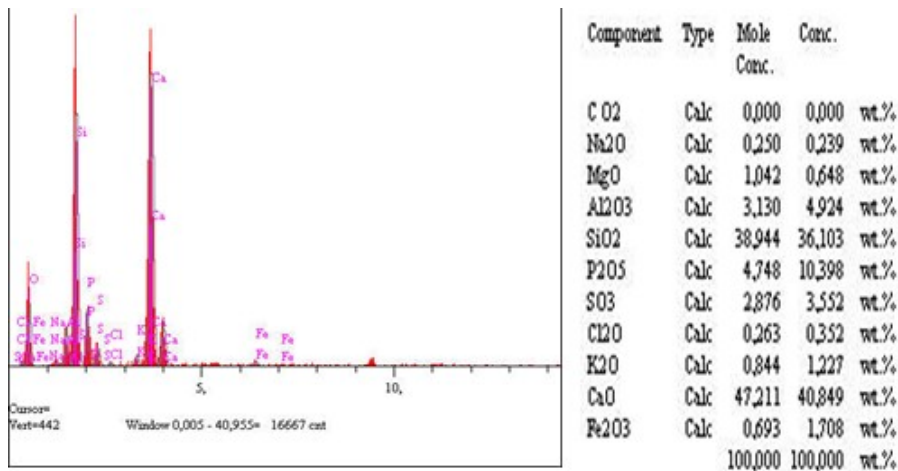 Ca
Si
Ca
Si
O
P
P
S
S
Cl
Cl
K
Ca
Ca
Ca
Fe
Fe
Fe
Fe
5,
10,
Cursor=
Vert=442 Window 0,005 - 40,955= 16667 cnt
Component Type Mole Conc. Conc.
C O2 Calc 0,000 0,000 wt.%
Na2O Calc 0,250 0,239 wt.%
MgO Calc 1,042 0,648 wt.%
Al2O3 Calc 3,130 4,924 wt.%
SiO2 Calc 38,944 36,103 wt.%
P2O5 Calc 4,748 10,398 wt.%
SO3 Calc 2,876 3,552 wt.%
Cl2O Calc 0,263 0,352 wt.%
K2O Calc 0,844 1,227 wt.%
CaO Calc 47,211 40,849 wt.%
Fe2O3 Calc 0,693 1,708 wt.%
100,000 100,000 wt.%